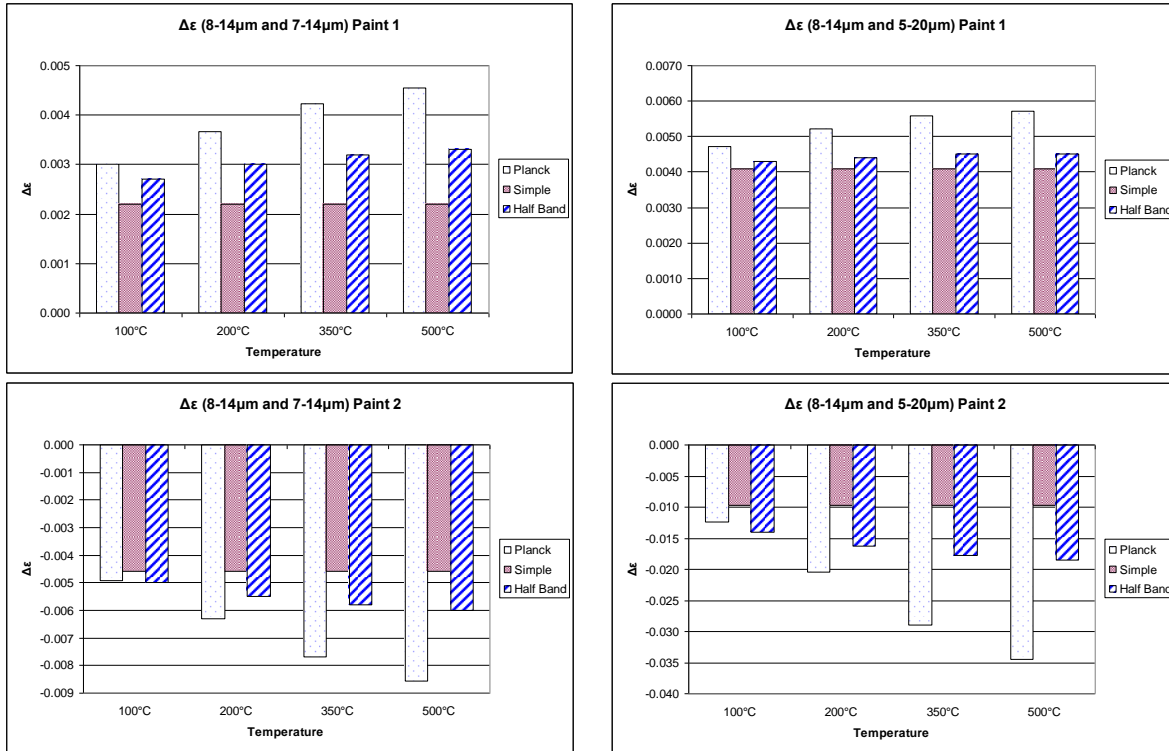 Δε (8-14µm and 7-14µm) Paint 1
0.005
0.004
0.003
0.002
0.001
0.000
Δε
100°C 200°C 350°C 500°C
Temperature
Planck
Simple
Half Band
Δε (8-14µm and 5-20µm) Paint 1
0.0070
0.0060
0.0050
0.0040
0.0030
0.0020
0.0010
0.0000
Δε
100°C 200°C 350°C 500°C
Temperature
Planck
Simple
Half Band
Δε (8-14µm and 7-14µm) Paint 2
0.000
-0.001
-0.002
-0.003
-0.004
-0.005
-0.006
-0.007
-0.008
-0.009
Δε
100°C 200°C 350°C 500°C
Temperature
Planck
Simple
Half Band
Δε (8-14µm and 5-20µm) Paint 2
0.000
-0.005
-0.010
-0.015
-0.020
-0.025
-0.030
-0.035
-0.040
Δε
100°C 200°C 350°C 500°C
Temperature
Planck
Simple
Half Band